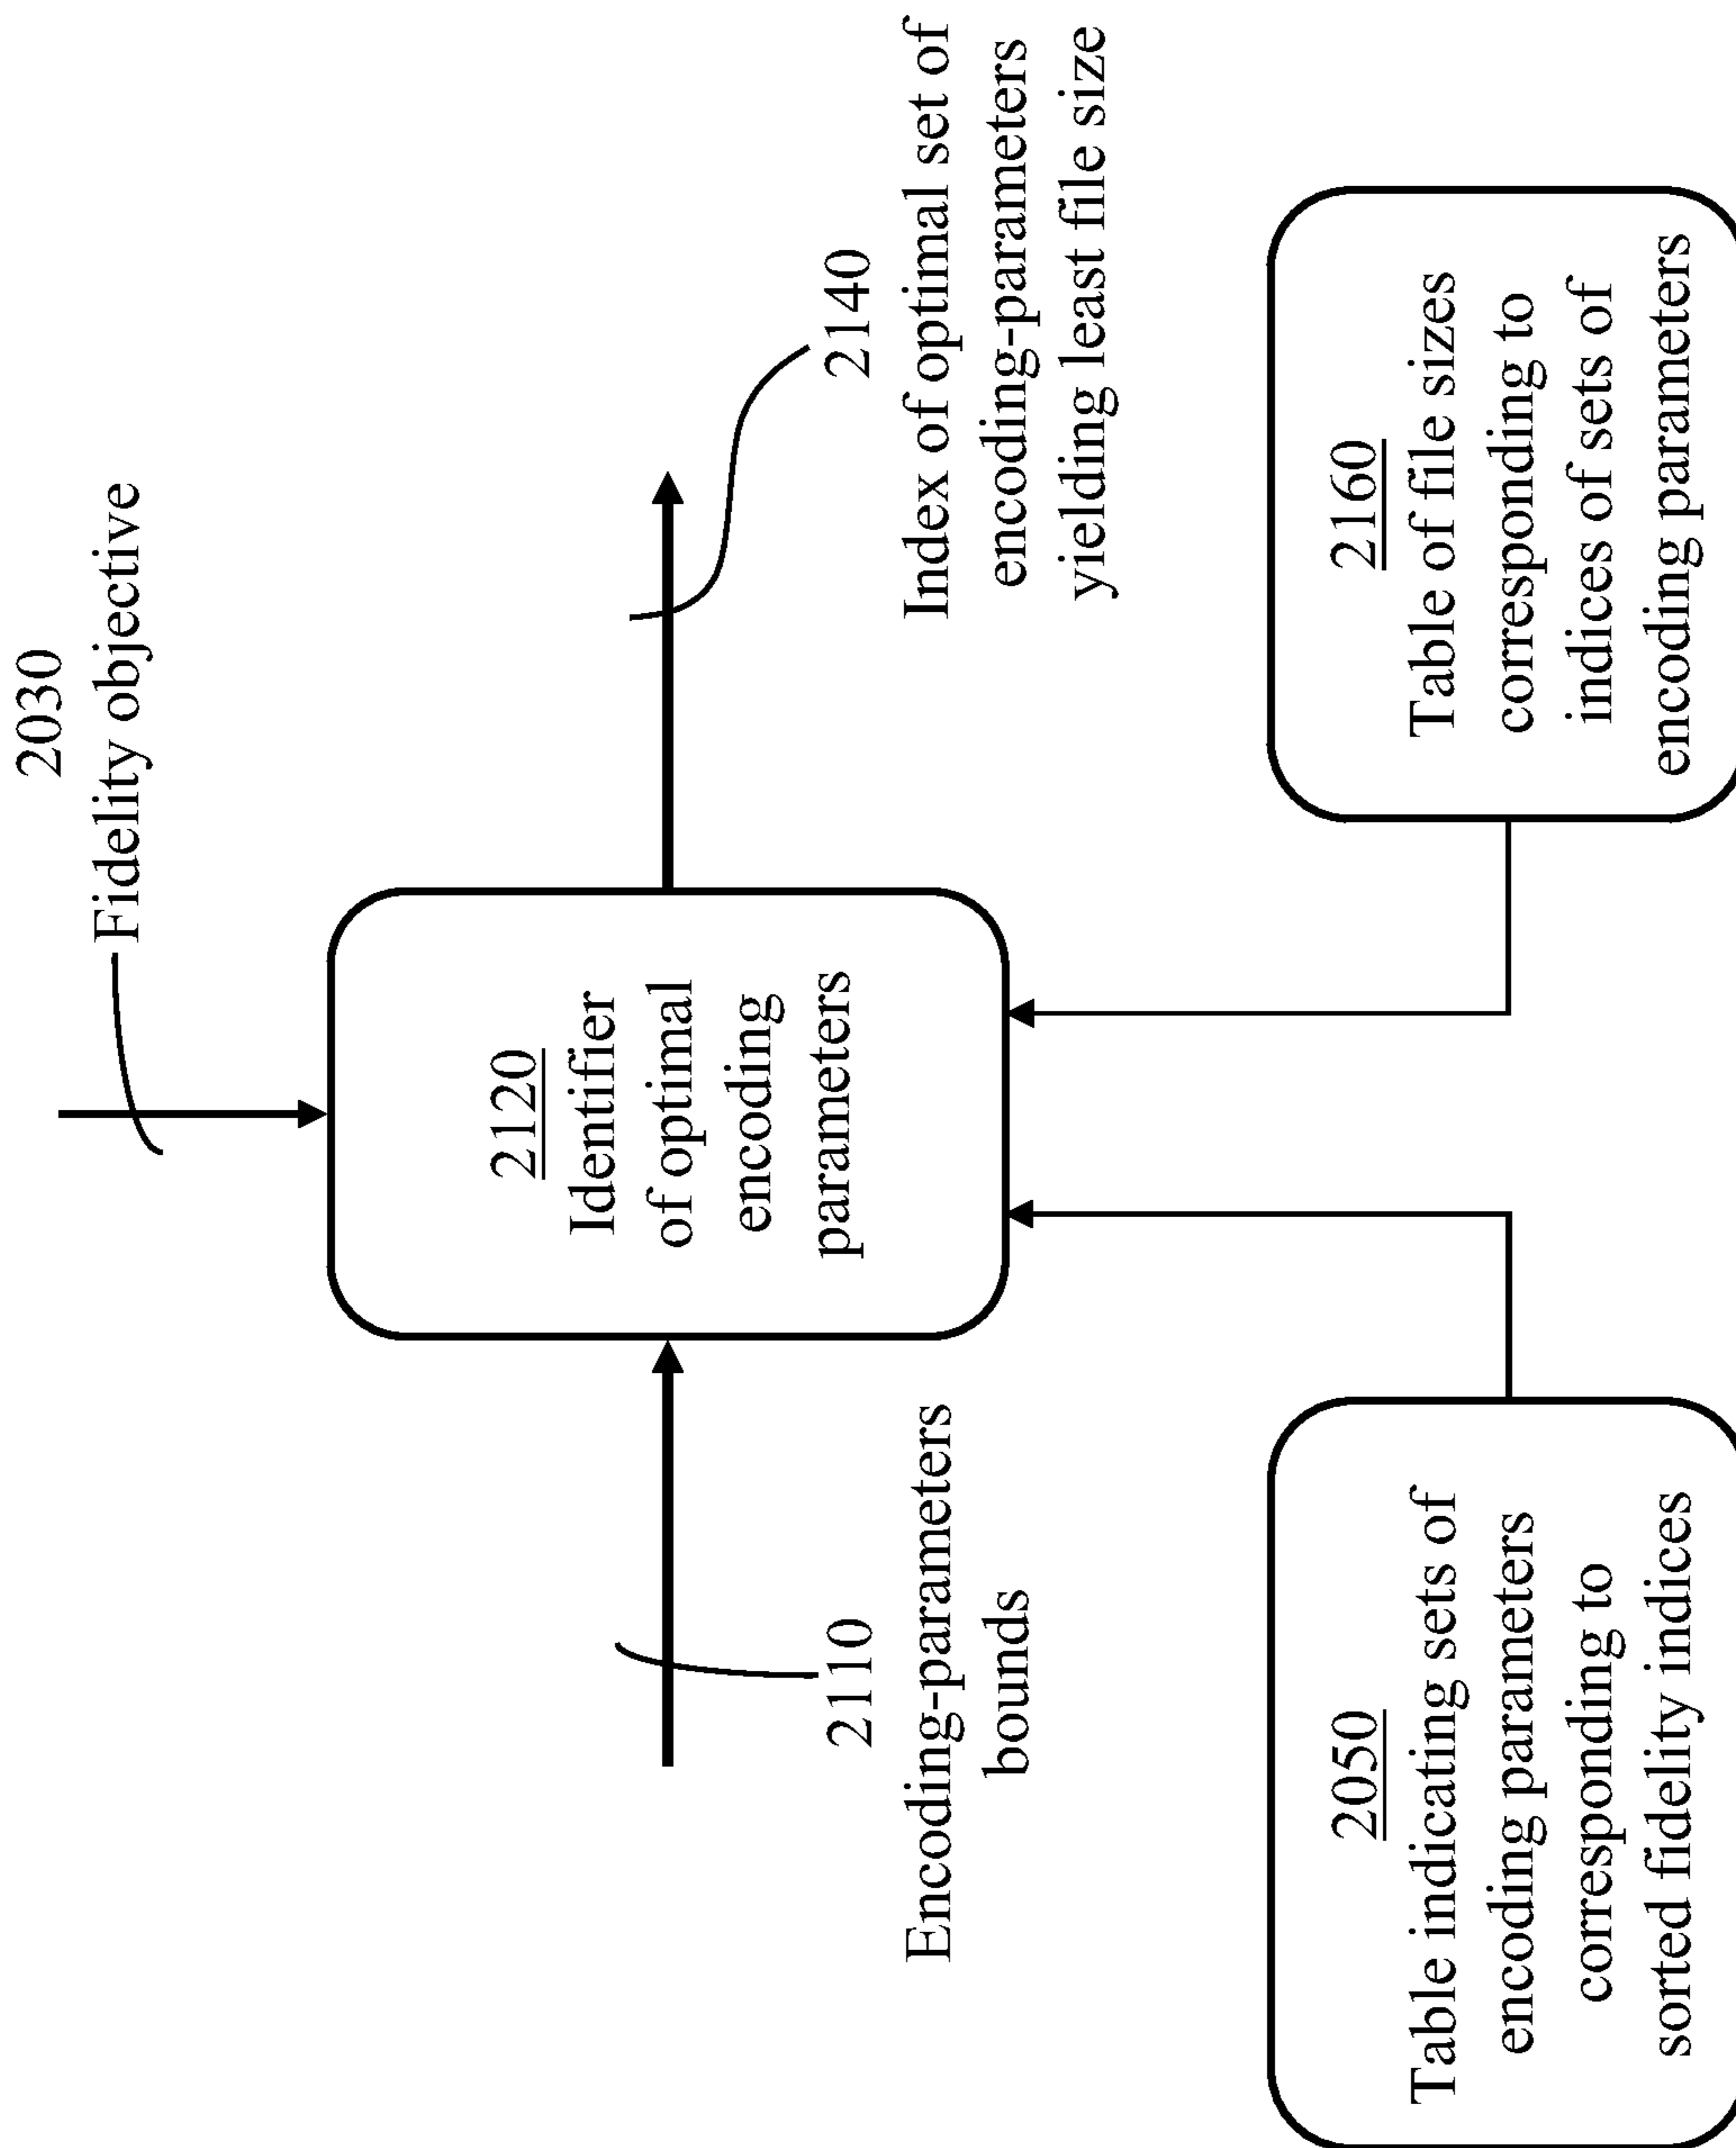 2030
Fidelity objective
2120
Identifier
of optimal
encoding
parameters
2110
Encoding-parameters
bounds
2140
Index of optimal set of
encoding-parameters
yielding least file size
2050
Table indicating sets of
encoding parameters
corresponding to
sorted fidelity indices
2160
Table of file sizes
corresponding to
indices of sets of
encoding parameters